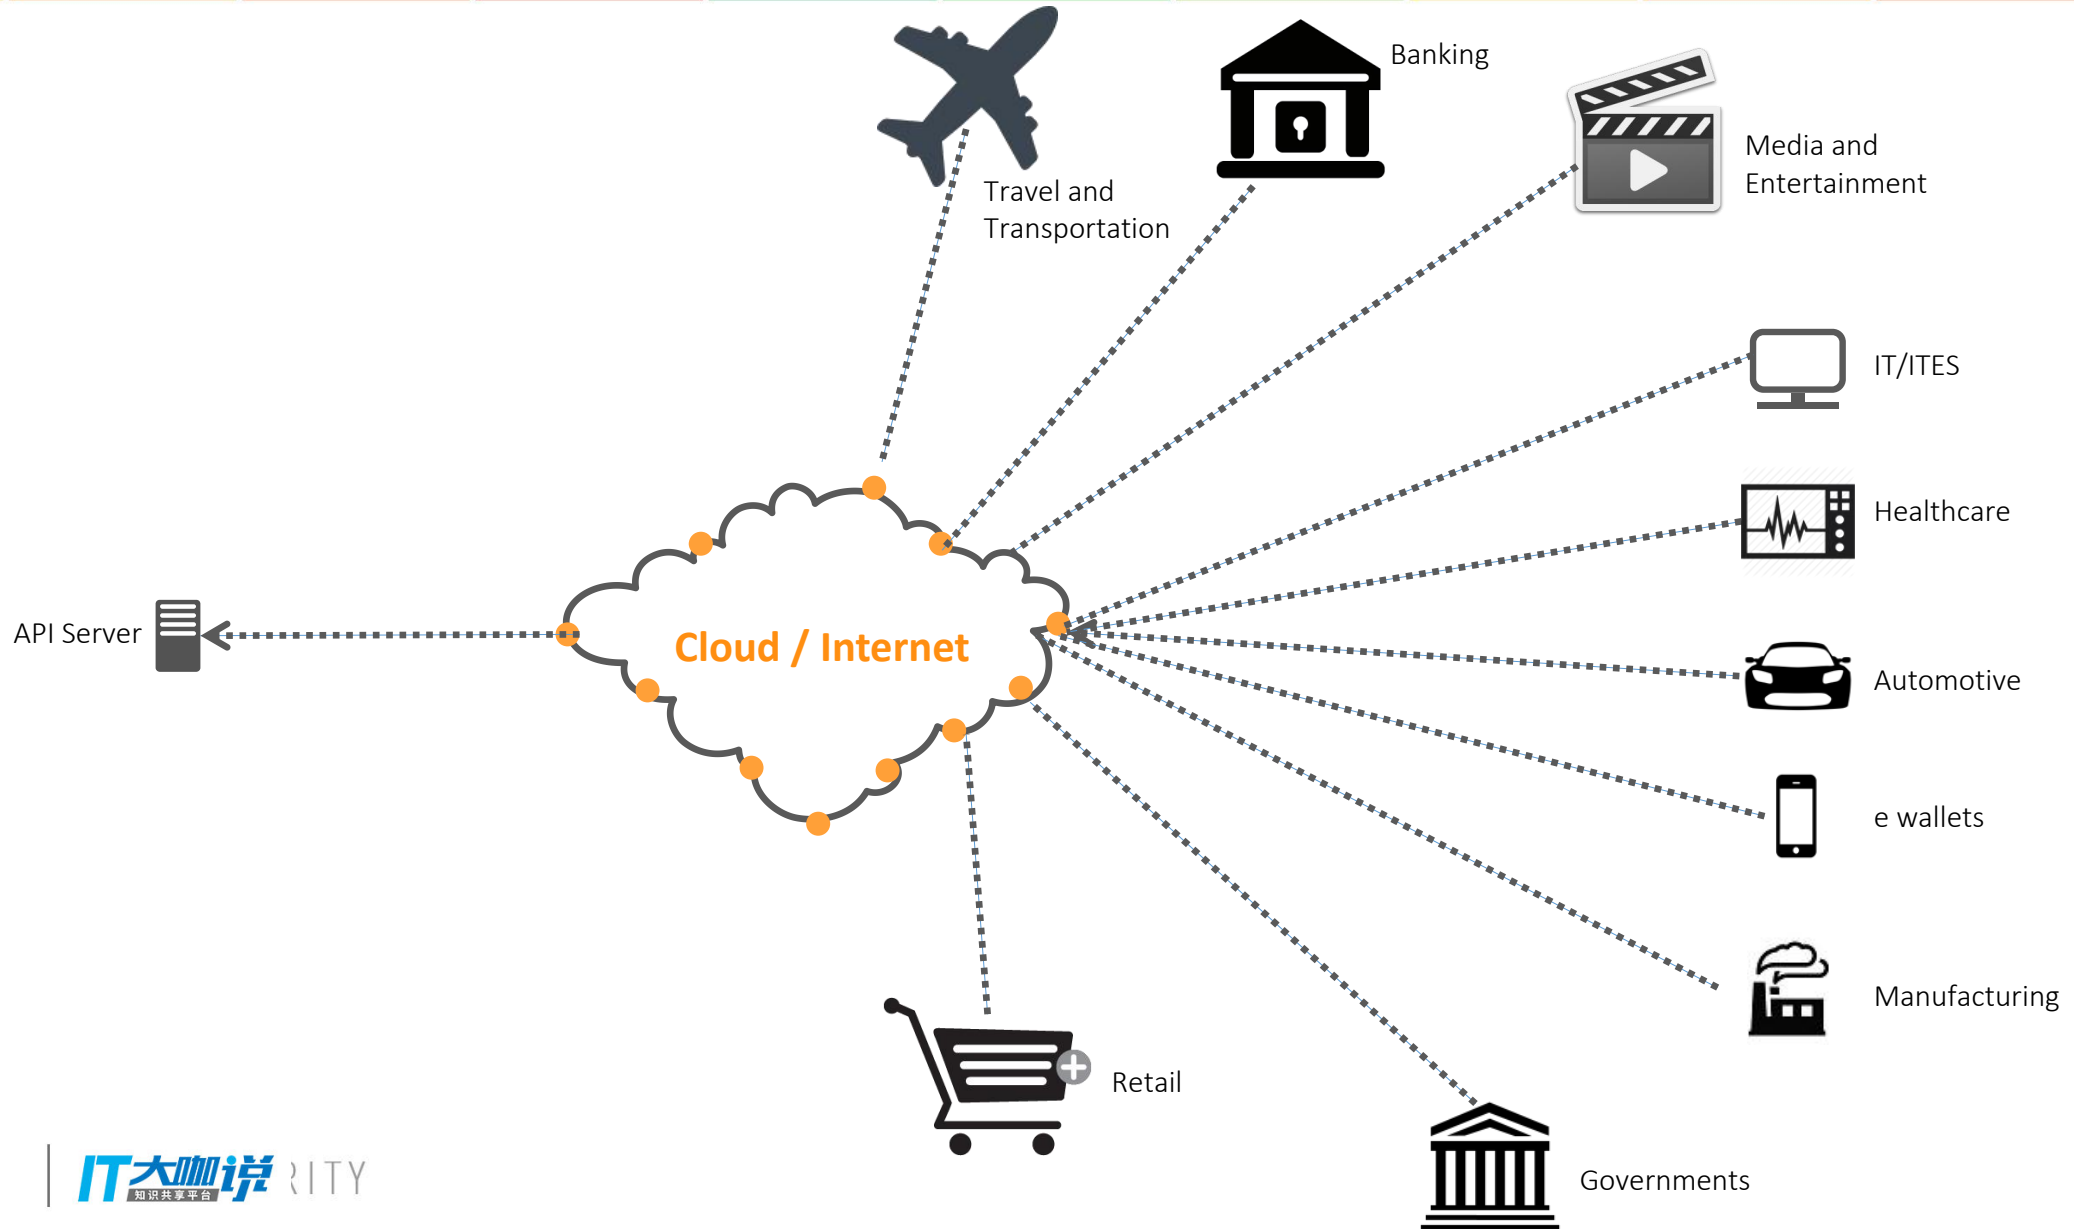 Banking
Media and
Entertainment
Travel and
Transportation
IT/ITES
Healthcare
API Server
Cloud / Internet
Automotive
e wallets
Manufacturing
Retail
Governments
IT大咖说
知识共享平台
RITY